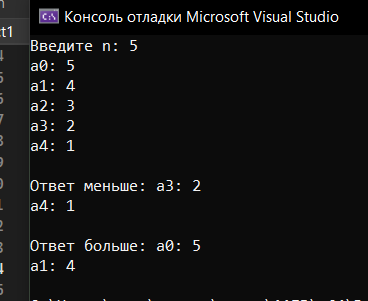 Консоль отладки Microsoft Visual Studio
ct1
Введите n: 5
a0: 5
a1: 4
a2: 3
a3: 2
a4: 1
Ответ меньше: a3: 2
a4: 1
Ответ больше: a0: 5
a1: 4